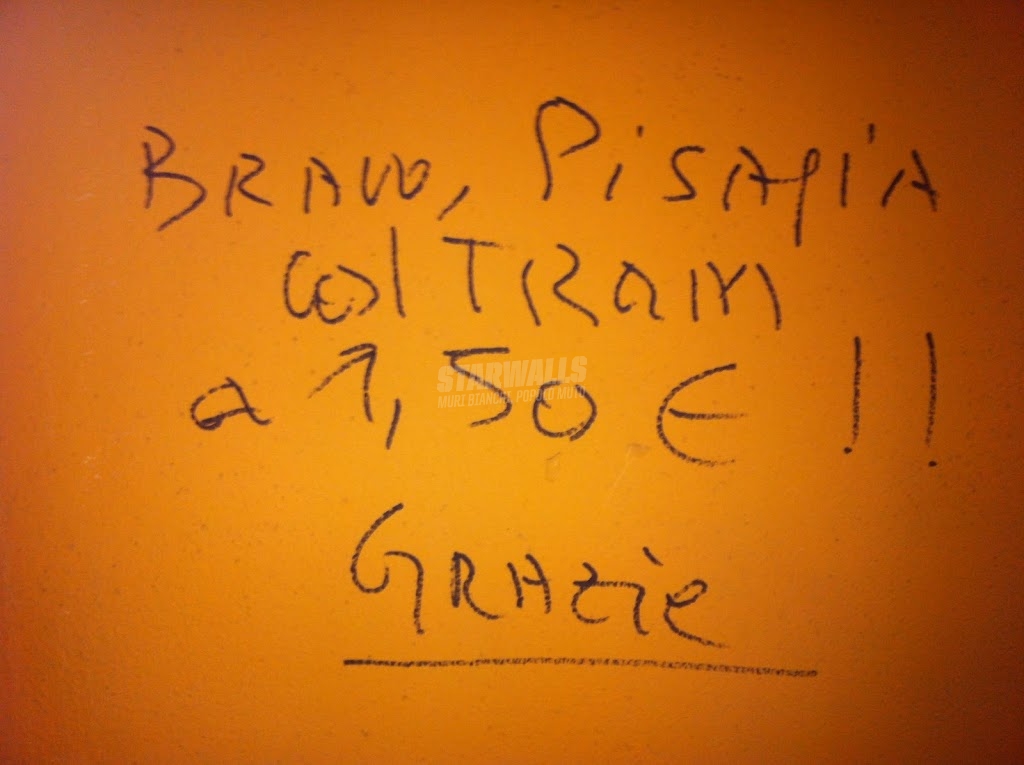 BRAVO, PiSApiA
col TRam
a 1,50 € !!
STARWALLS
MURI BIANCHI, POPOLO MUTO
GRAZie